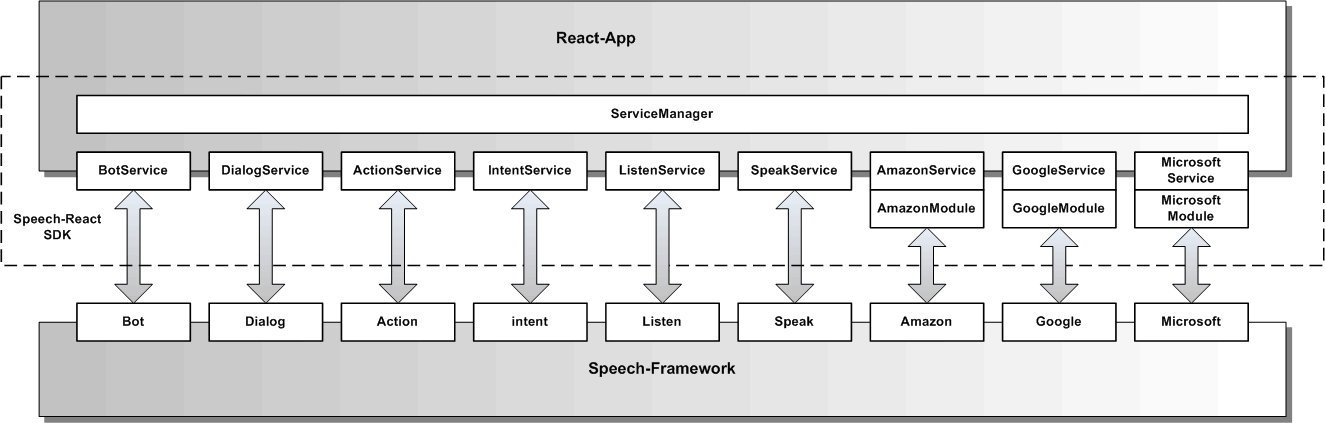 React-App
ServiceManager
BotService
DialogService
ActionService
IntentService
ListenService
SpeakService
AmazonService
GoogleService
Microsoft
Service
AmazonModule
GoogleModule
Microsoft
Module
Speech-React
SDK
Bot
Dialog
Action
intent
Listen
Speak
Amazon
Google
Microsoft
Speech-Framework